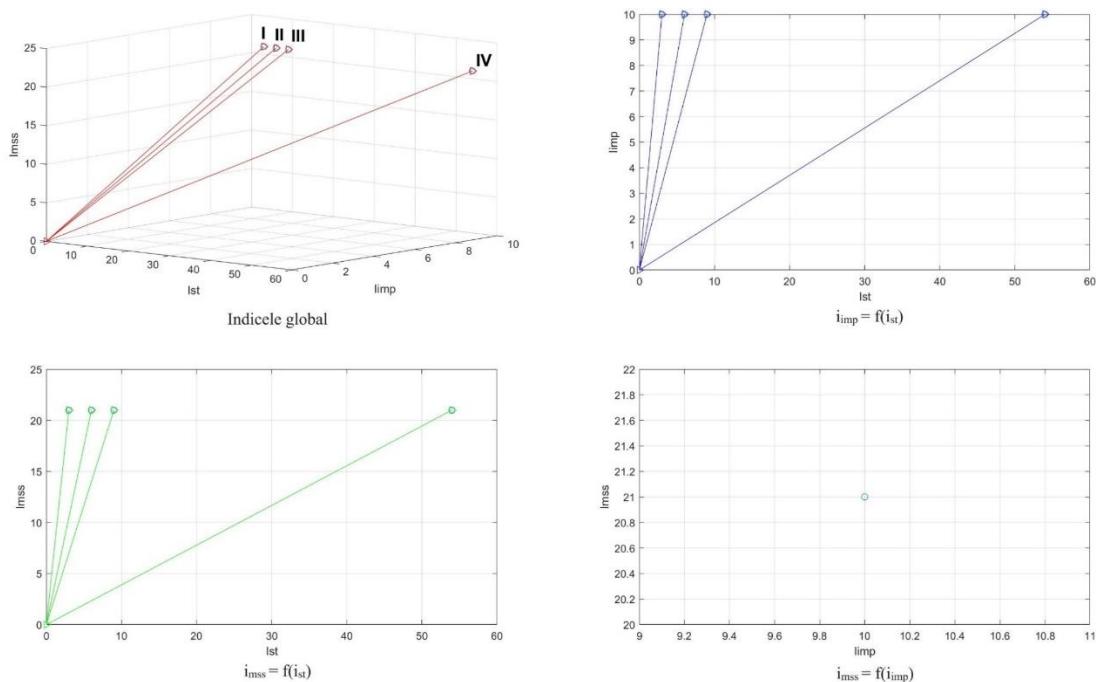 I II III
IV
25
20
15
10
5
0
Imss
0 10 20 30 40 50 60
Ist
0 2 4 6 8 10
Iimp
Indicele global
10
9
8
7
6
5
4
3
2
1
0
Iimp
0 10 20 30 40 50 60
Ist
iimp = f(ist)
25
20
15
10
5
0
Imss
0 10 20 30 40 50 60
Ist
imss = f(ist)
22
21.8
21.6
21.4
21.2
21
20.8
20.6
20.4
20.2
20
Imss
9 9.2 9.4 9.6 9.8 10 10.2 10.4 10.6 10.8 11
Iimp
imss = f(iimp)